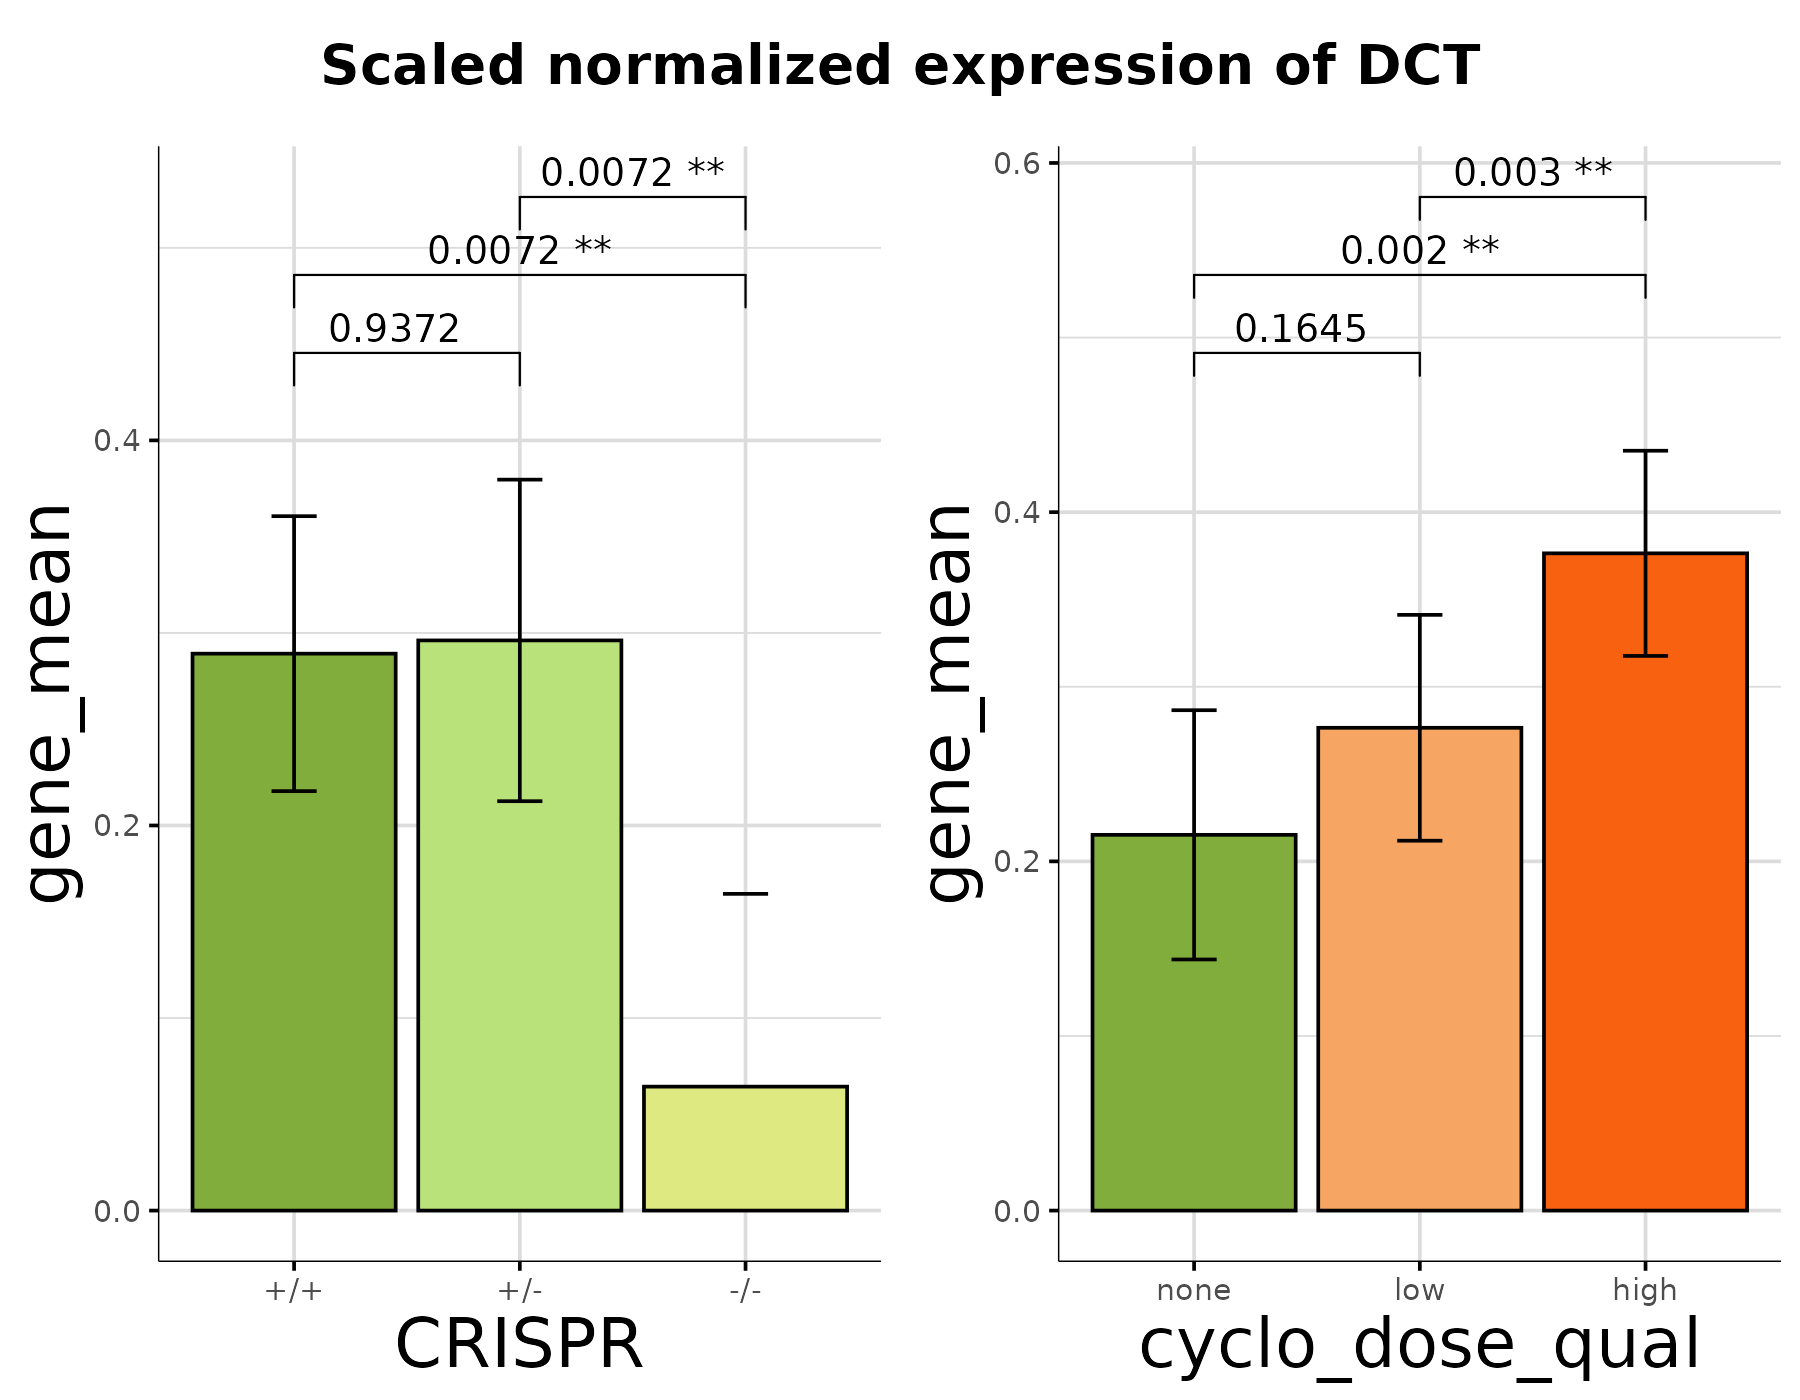 Scaled normalized expression of DCT
gene_mean
0.4
0.2
0.0
0.0072 **
0.0072 **
0.9372
+/+
+/-
-/-
CRISPR
gene_mean
0.6
0.4
0.2
0.0
0.003 **
0.002 **
0.1645
none
low
high
cyclo_dose_qual